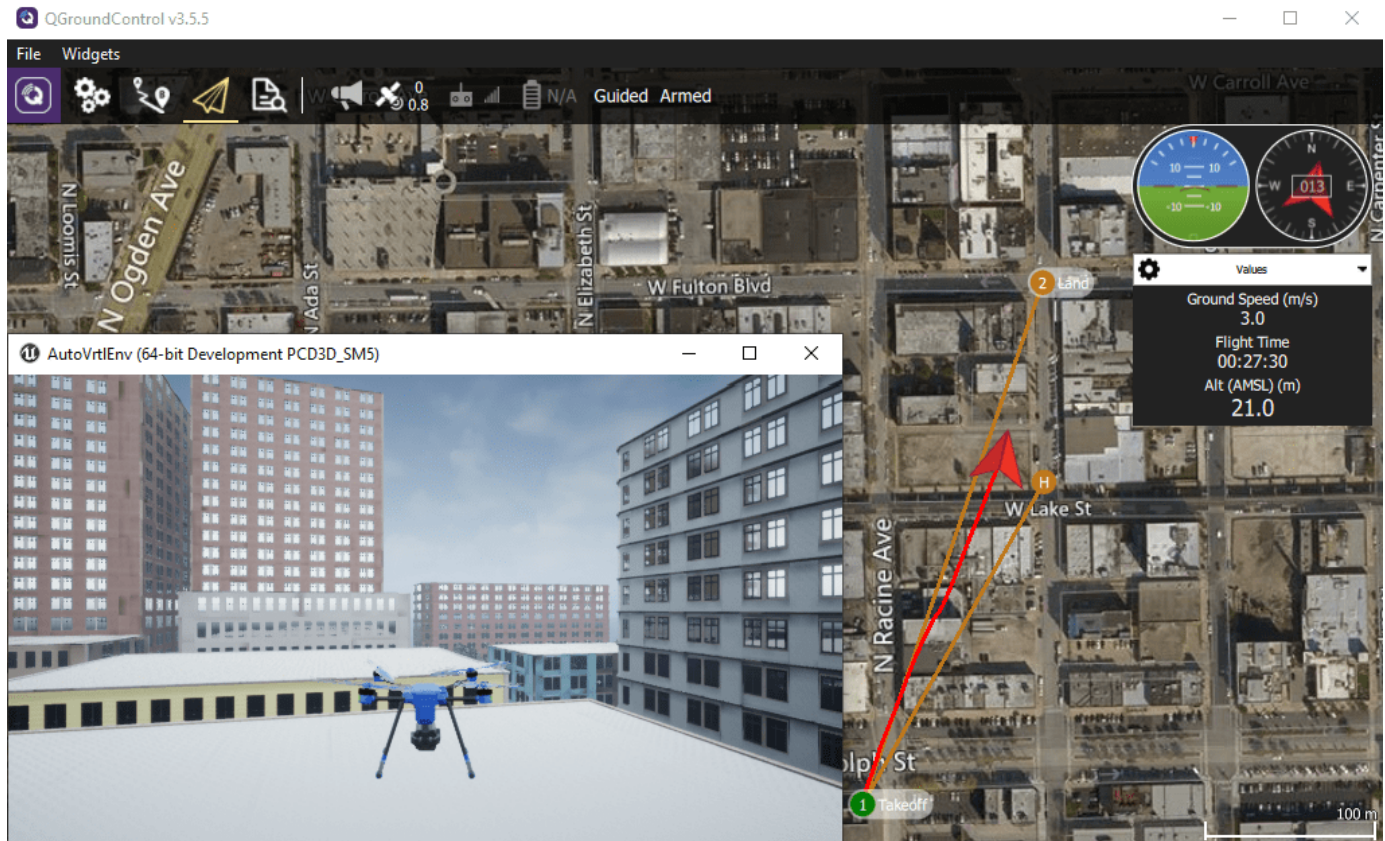 QGroundControl v3.5.5
File Widgets
0
0.8
N/A Guided Armed
W Carroll Ave
N Loomis St
N Ogden Ave
N Ada St
N Elizabeth St
W Fulton Blvd
N Carpenter S
10 10
-10 -10
N
W 013 E
S
Values
Ground Speed (m/s)
3.0
Flight Time
00:27:30
Alt (AMSL) (m)
21.0
2 Land
H
W Lake St
N Racine Ave
olph St
1 Takeoff
100 m
AutoVrtlEnv (64-bit Development PCD3D_SM5)